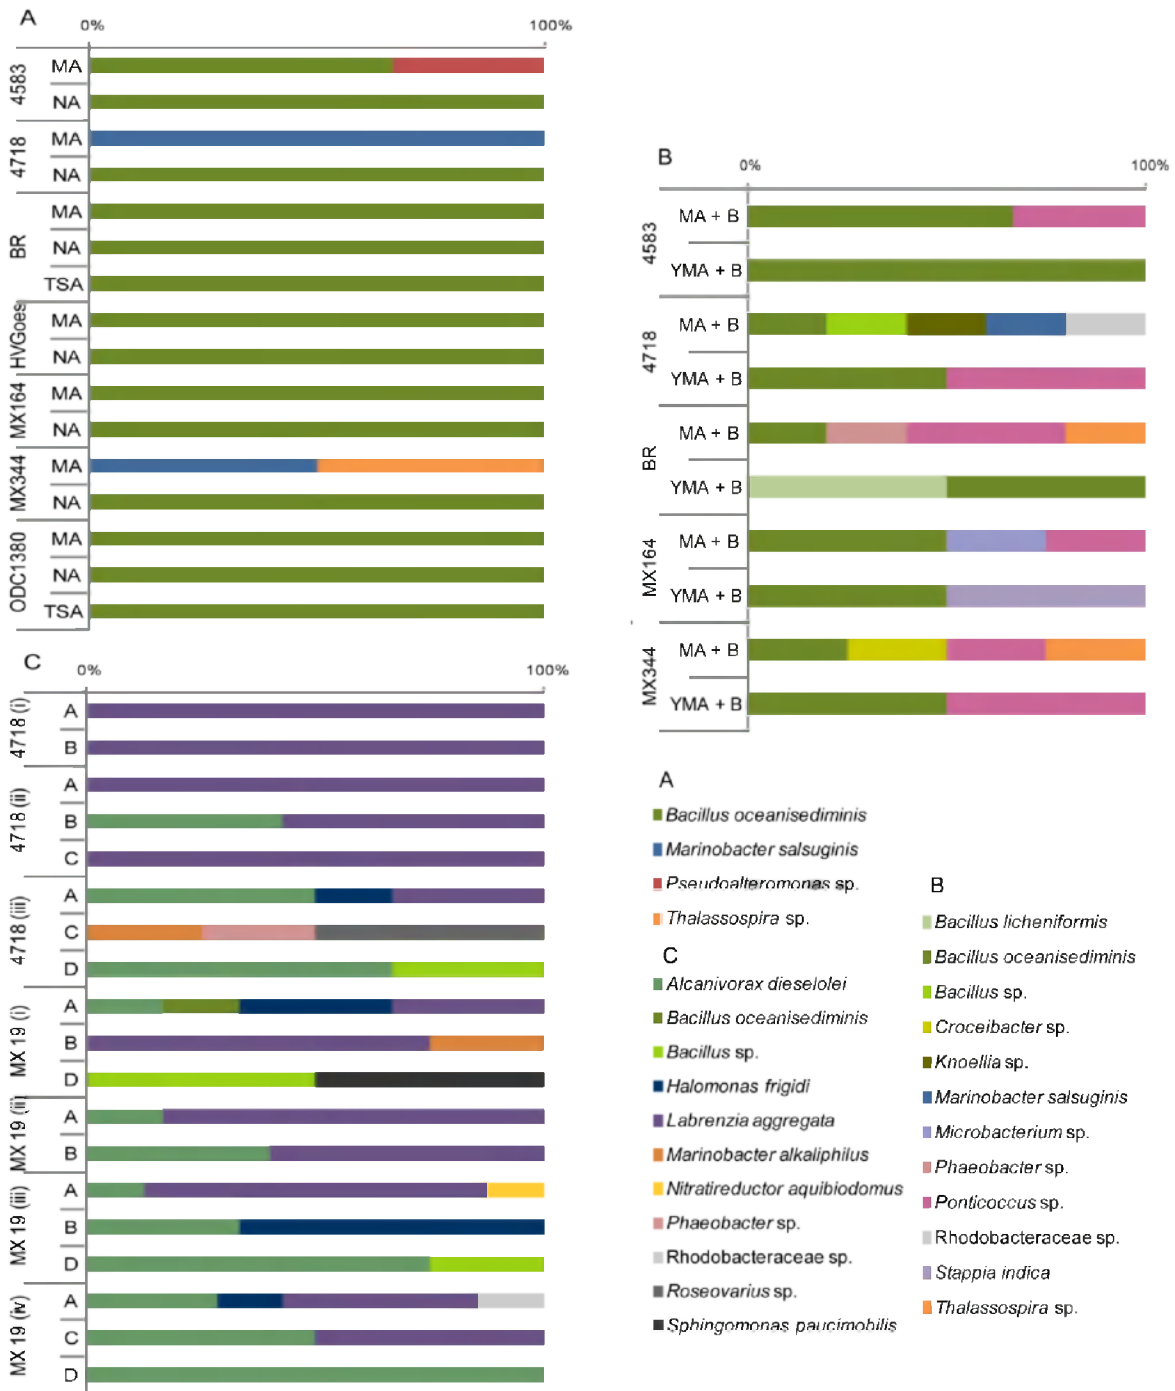 A
0%
100%
4583
MA
NA
4718
MA
NA
BR
MA
NA
TSA
HVGoes
MA
NA
MX164
MA
NA
MX344
MA
NA
ODC1380
MA
NA
TSA
B
0%
100%
4583
MA + B
YMA + B
4718
MA + B
YMA + B
BR
MA + B
YMA + B
MX164
MA + B
YMA + B
MX344
MA + B
YMA + B
C
0%
100%
4718 (i)
A
B
4718 (ii)
A
B
C
4718 (iii)
A
C
D
MX 19 (i)
A
B
D
MX 19 (ii)
A
B
MX 19 (iii)
A
B
D
MX 19 (iv)
A
C
D
A
Bacillus oceanisediminis
Marinobacter salsuginis
Pseudoalteromonas sp.
Thalassospira sp.
C
Alcanivorax dieselolei
Bacillus oceanisediminis
Bacillus sp.
Halomonas frigidi
Labrenzia aggregata
Marinobacter alkaliphilus
Nitratireductor aquibiodomus
Phaeobacter sp.
Rhodobacteraceae sp.
Roseovarius sp.
Sphingomonas paucimobilis
B
Bacillus licheniformis
Bacillus oceanisediminis
Bacillus sp.
Croceibacter sp.
Knoellia sp.
Marinobacter salsuginis
Microbacterium sp.
Phaeobacter sp.
Ponticoccus sp.
Rhodobacteraceae sp.
Stappia indica
Thalassospira sp.